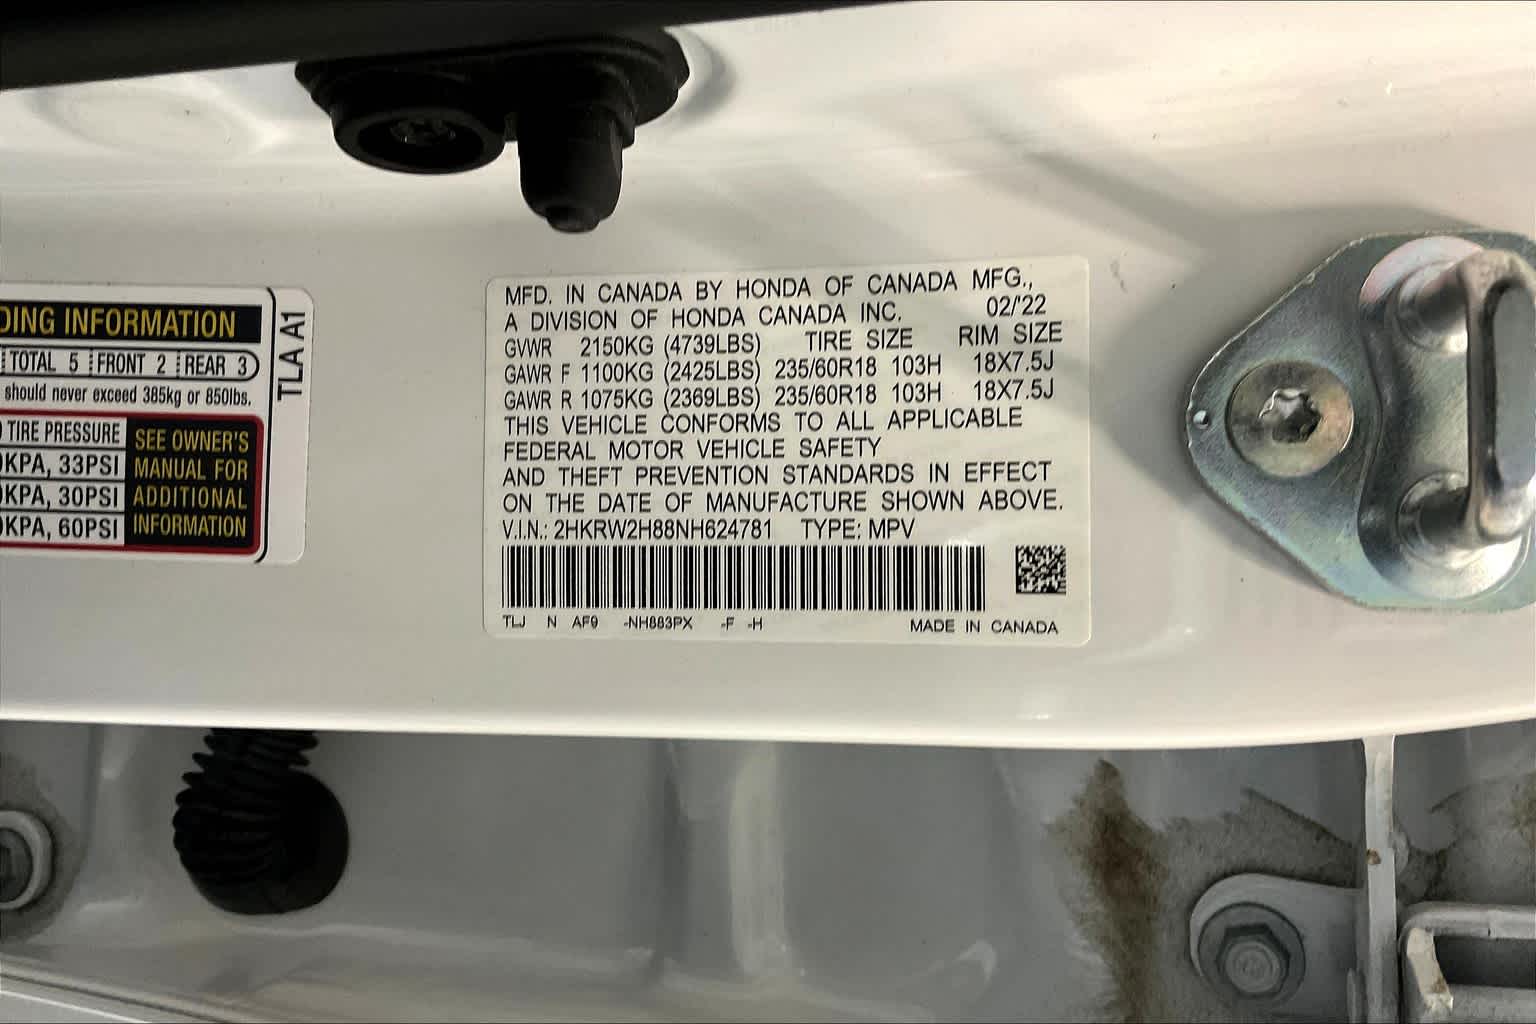 DING INFORMATION
TOTAL 5 FRONT 2 REAR 3
should never exceed 385kg or 850lbs.
TIRE PRESSURE
KPA, 33PSI
KPA, 30PSI
KPA, 60PSI
SEE OWNER'S
MANUAL FOR
ADDITIONAL
INFORMATION
TLA A1
MFD. IN CANADA BY HONDA OF CANADA MFG.,
A DIVISION OF HONDA CANADA INC. 02/'22
GVWR 2150KG (4739LBS) TIRE SIZE RIM SIZE
GAWR F 1100KG (2425LBS) 235/60R18 103H 18X7.5J
GAWR R 1075KG (2369LBS) 235/60R18 103H 18X7.5J
THIS VEHICLE CONFORMS TO ALL APPLICABLE
FEDERAL MOTOR VEHICLE SAFETY
AND THEFT PREVENTION STANDARDS IN EFFECT
ON THE DATE OF MANUFACTURE SHOWN ABOVE.
V.I.N.: 2HKRW2H88NH624781 TYPE: MPV
TLJ N AF9 -NH883PX -F -H MADE IN CANADA